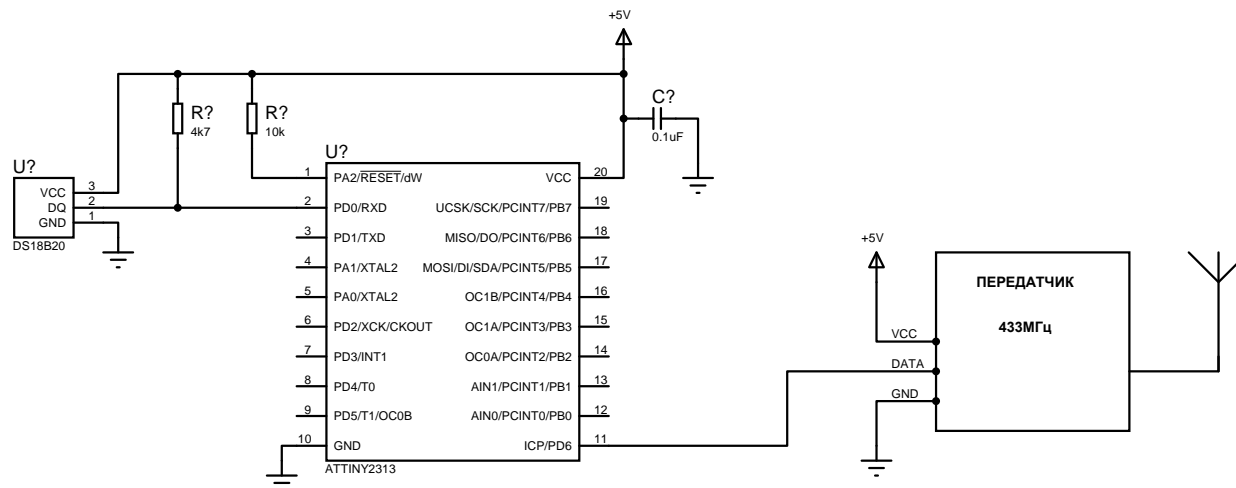 +5V
R?
4k7
R?
10k
C?
0.1uF
U?
VCC 3
DQ 2
GND 1
DS18B20
U?
1 PA2/RESET/dW
2 PD0/RXD
3 PD1/TXD
4 PA1/XTAL2
5 PA0/XTAL2
6 PD2/XCK/CKOUT
7 PD3/INT1
8 PD4/T0
9 PD5/T1/OC0B
10 GND
VCC 20
UCSK/SCK/PCINT7/PB7 19
MISO/DO/PCINT6/PB6 18
MOSI/DI/SDA/PCINT5/PB5 17
OC1B/PCINT4/PB4 16
OC1A/PCINT3/PB3 15
OC0A/PCINT2/PB2 14
AIN1/PCINT1/PB1 13
AIN0/PCINT0/PB0 12
ICP/PD6 11
ATTINY2313
+5V
VCC
DATA
GND
ПЕРЕДАТЧИК
433МГц